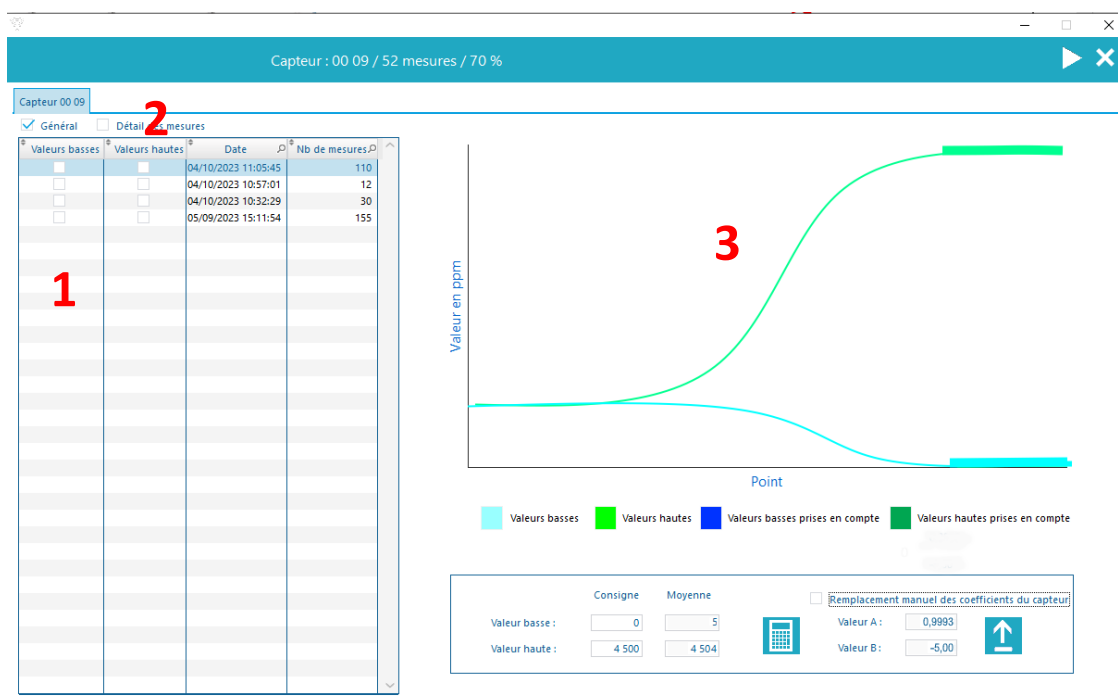 Capteur : 00 09 / 52 mesures / 70 %
Capteur 00 09
2
Général Détail des mesures
Valeurs basses Valeurs hautes Date Nb de mesures
04/10/2023 11:05:45 110
04/10/2023 10:57:01 12
04/10/2023 10:32:29 30
05/09/2023 15:11:54 155
1
3
Valeur en ppm
Point
Valeurs basses Valeurs hautes Valeurs basses prises en compte Valeurs hautes prises en compte
Consigne Moyenne Remplacement manuel des coefficients du capteur
Valeur basse : 0 5 Valeur A : 0,9993
Valeur haute : 4 500 4 504 Valeur B : -5,00